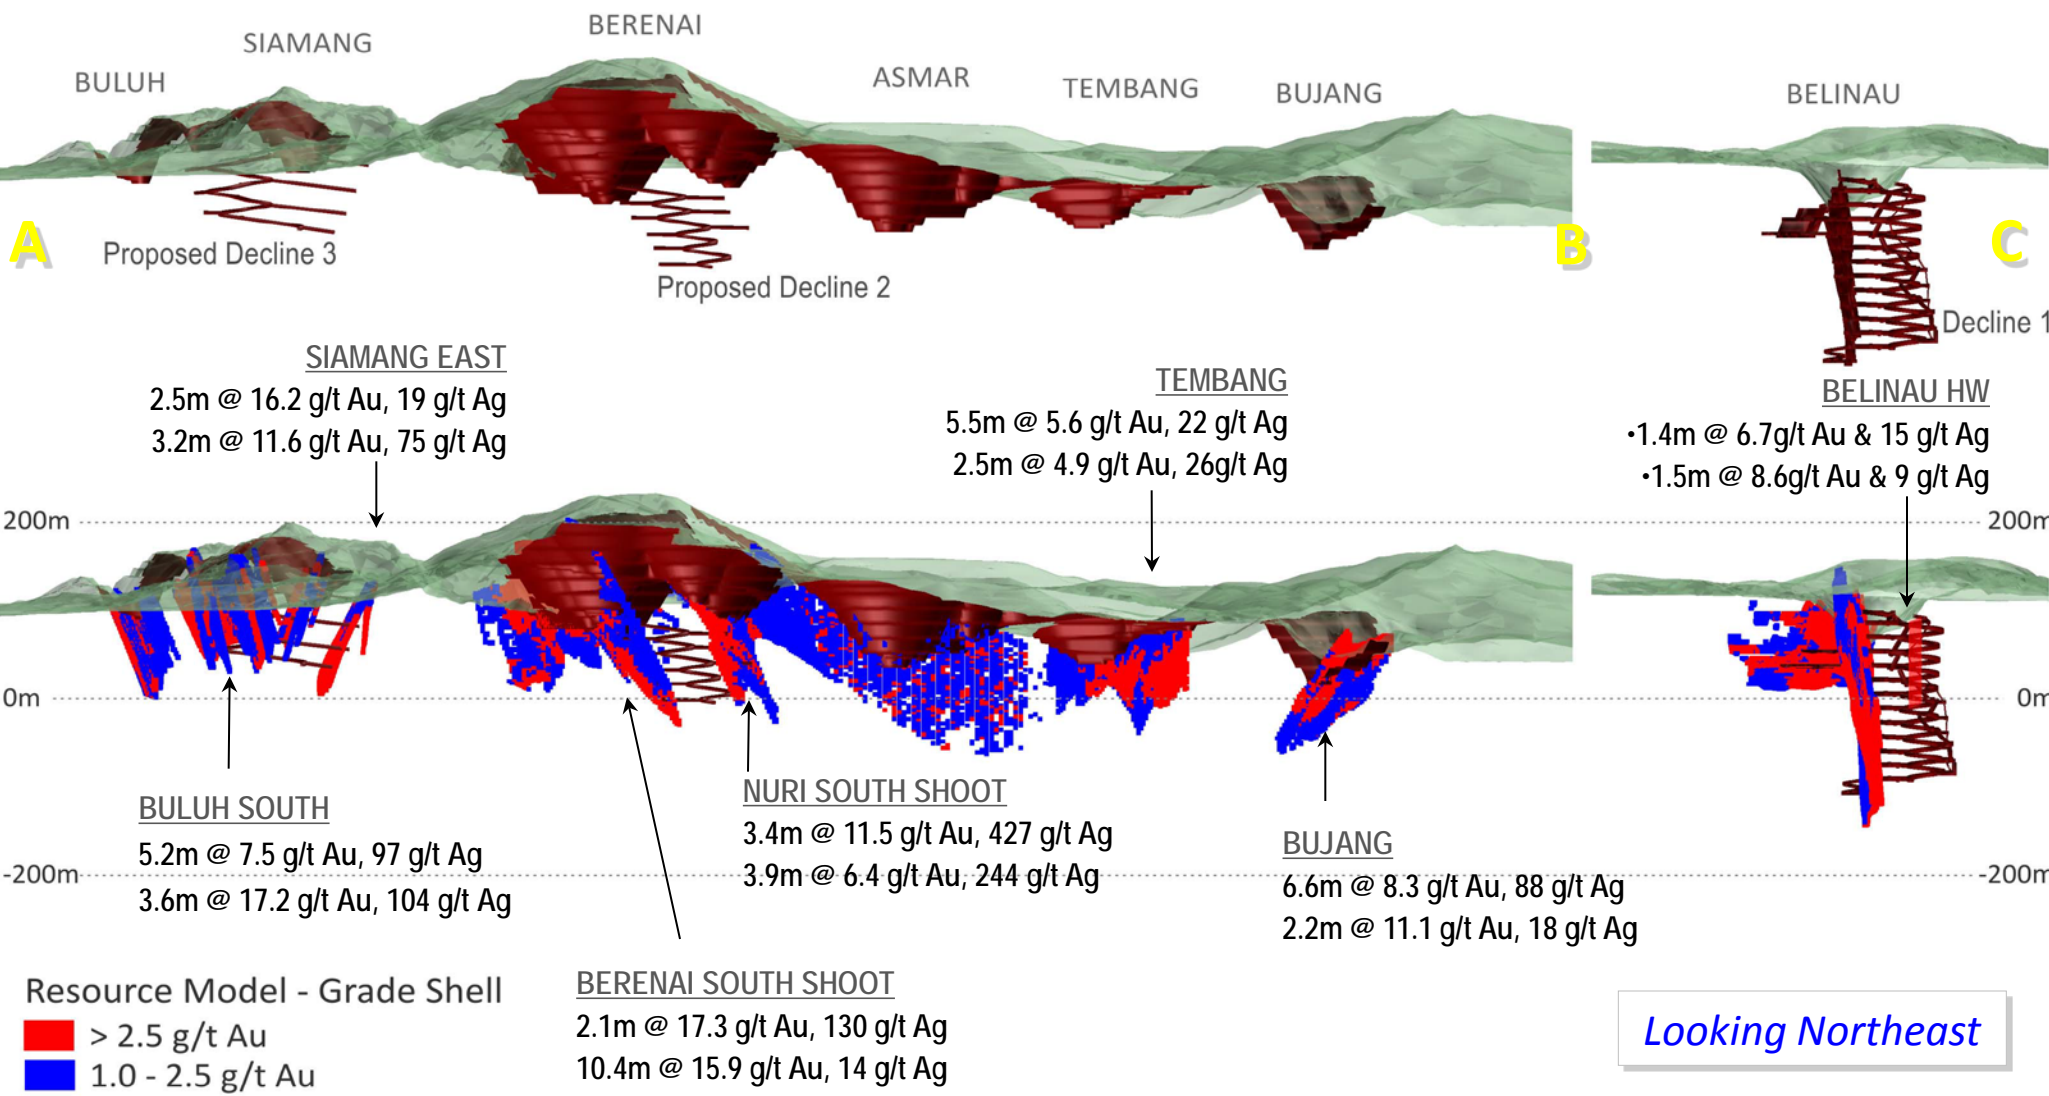 BULUH
SIAMANG
BERENAI
ASMAR
TEMBANG
BUJANG
BELINAU
A
B
C
Proposed Decline 3
Proposed Decline 2
Decline 1
SIAMANG EAST
2.5m @ 16.2 g/t Au, 19 g/t Ag
3.2m @ 11.6 g/t Au, 75 g/t Ag
TEMBANG
5.5m @ 5.6 g/t Au, 22 g/t Ag
2.5m @ 4.9 g/t Au, 26g/t Ag
BELINAU HW
•1.4m @ 6.7g/t Au & 15 g/t Ag
•1.5m @ 8.6g/t Au & 9 g/t Ag
200m
200m
0m
0m
-200m
-200m
BULUH SOUTH
5.2m @ 7.5 g/t Au, 97 g/t Ag
3.6m @ 17.2 g/t Au, 104 g/t Ag
NURI SOUTH SHOOT
3.4m @ 11.5 g/t Au, 427 g/t Ag
3.9m @ 6.4 g/t Au, 244 g/t Ag
BUJANG
6.6m @ 8.3 g/t Au, 88 g/t Ag
2.2m @ 11.1 g/t Au, 18 g/t Ag
BERENAI SOUTH SHOOT
2.1m @ 17.3 g/t Au, 130 g/t Ag
10.4m @ 15.9 g/t Au, 14 g/t Ag
Resource Model - Grade Shell
> 2.5 g/t Au
1.0 - 2.5 g/t Au
Looking Northeast